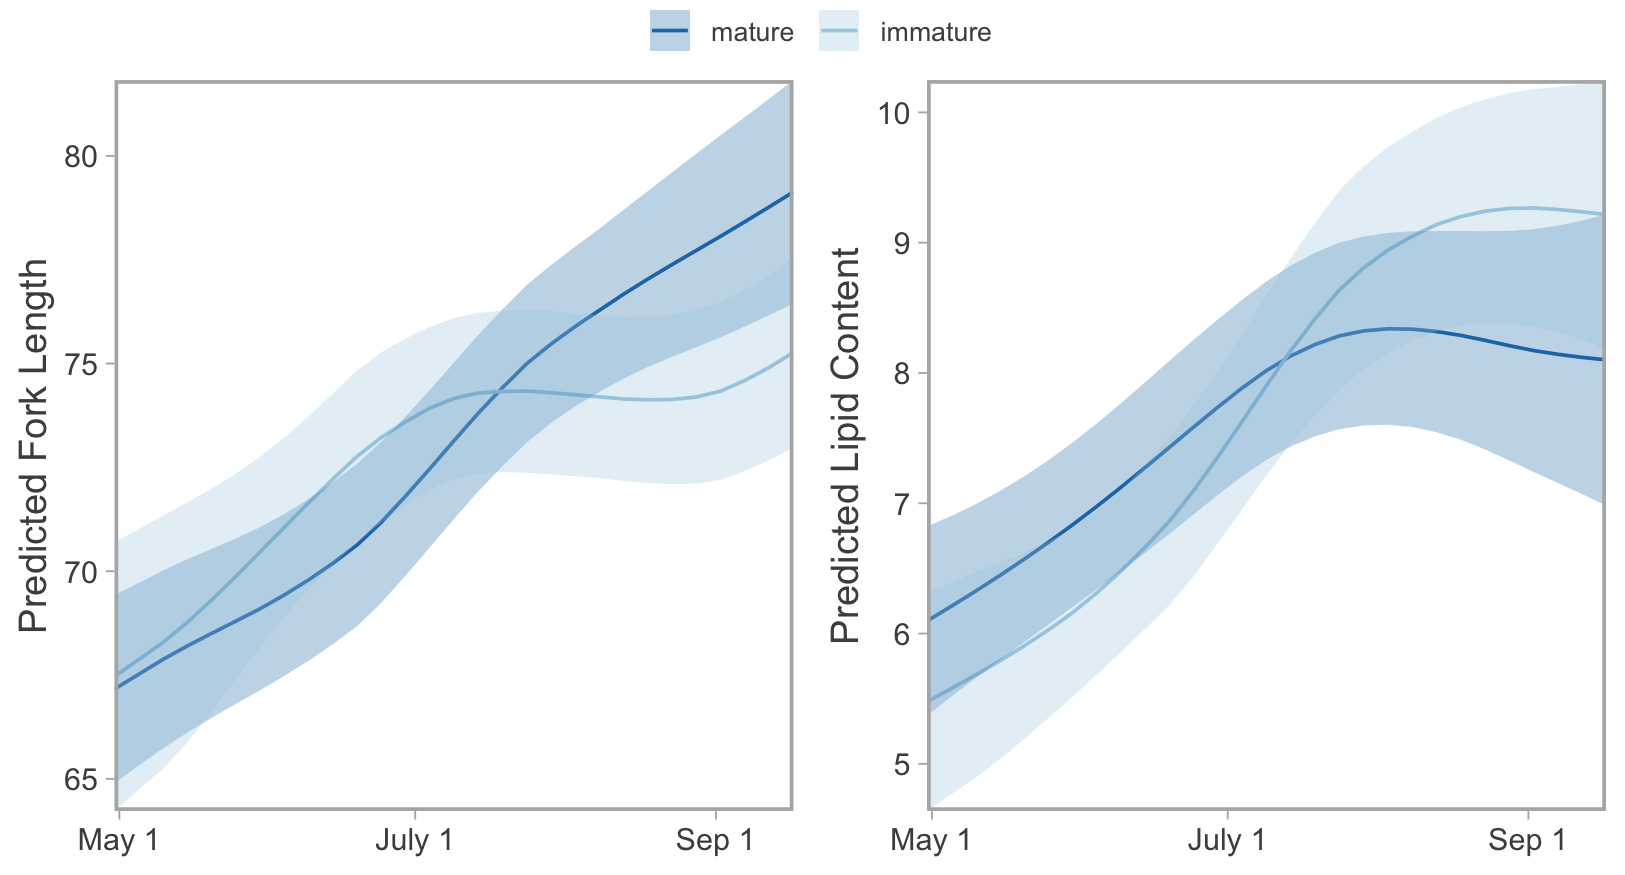 mature immature
Predicted Fork Length
80
75
70
65
May 1 July 1 Sep 1
Predicted Lipid Content
10
9
8
7
6
5
May 1 July 1 Sep 1